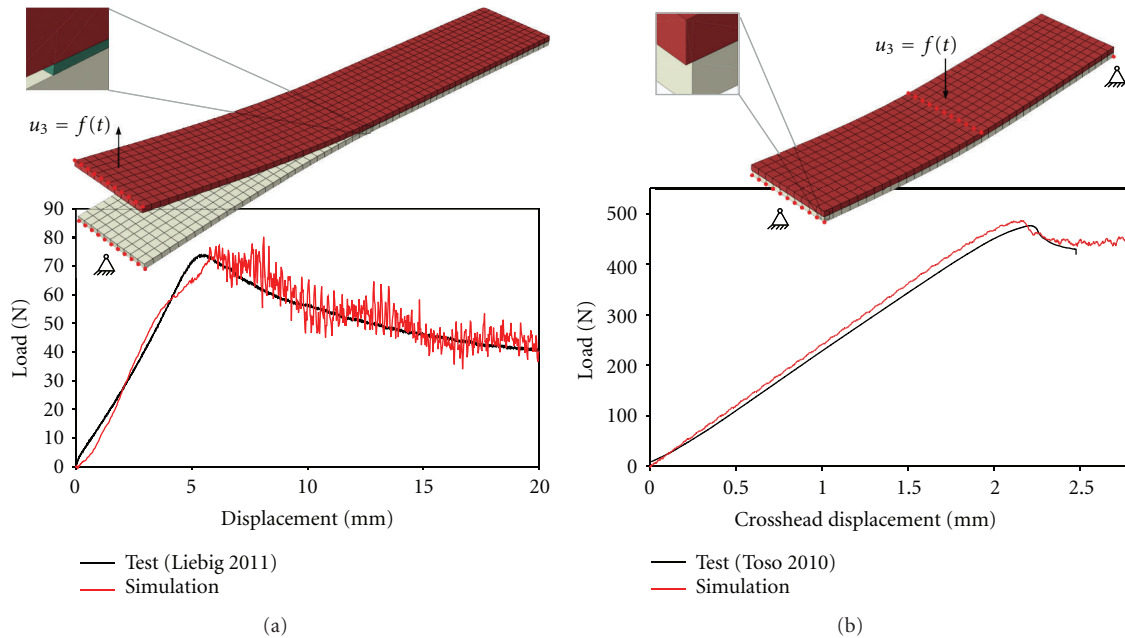 u₃ = f(t)
90
80
70
60
50
40
30
20
10
0
Load (N)
0 5 10 15 20
Displacement (mm)
Test (Liebig 2011)
Simulation
(a)
u₃ = f(t)
500
400
300
200
100
0
Load (N)
0 0.5 1 1.5 2 2.5
Crosshead displacement (mm)
Test (Toso 2010)
Simulation
(b)